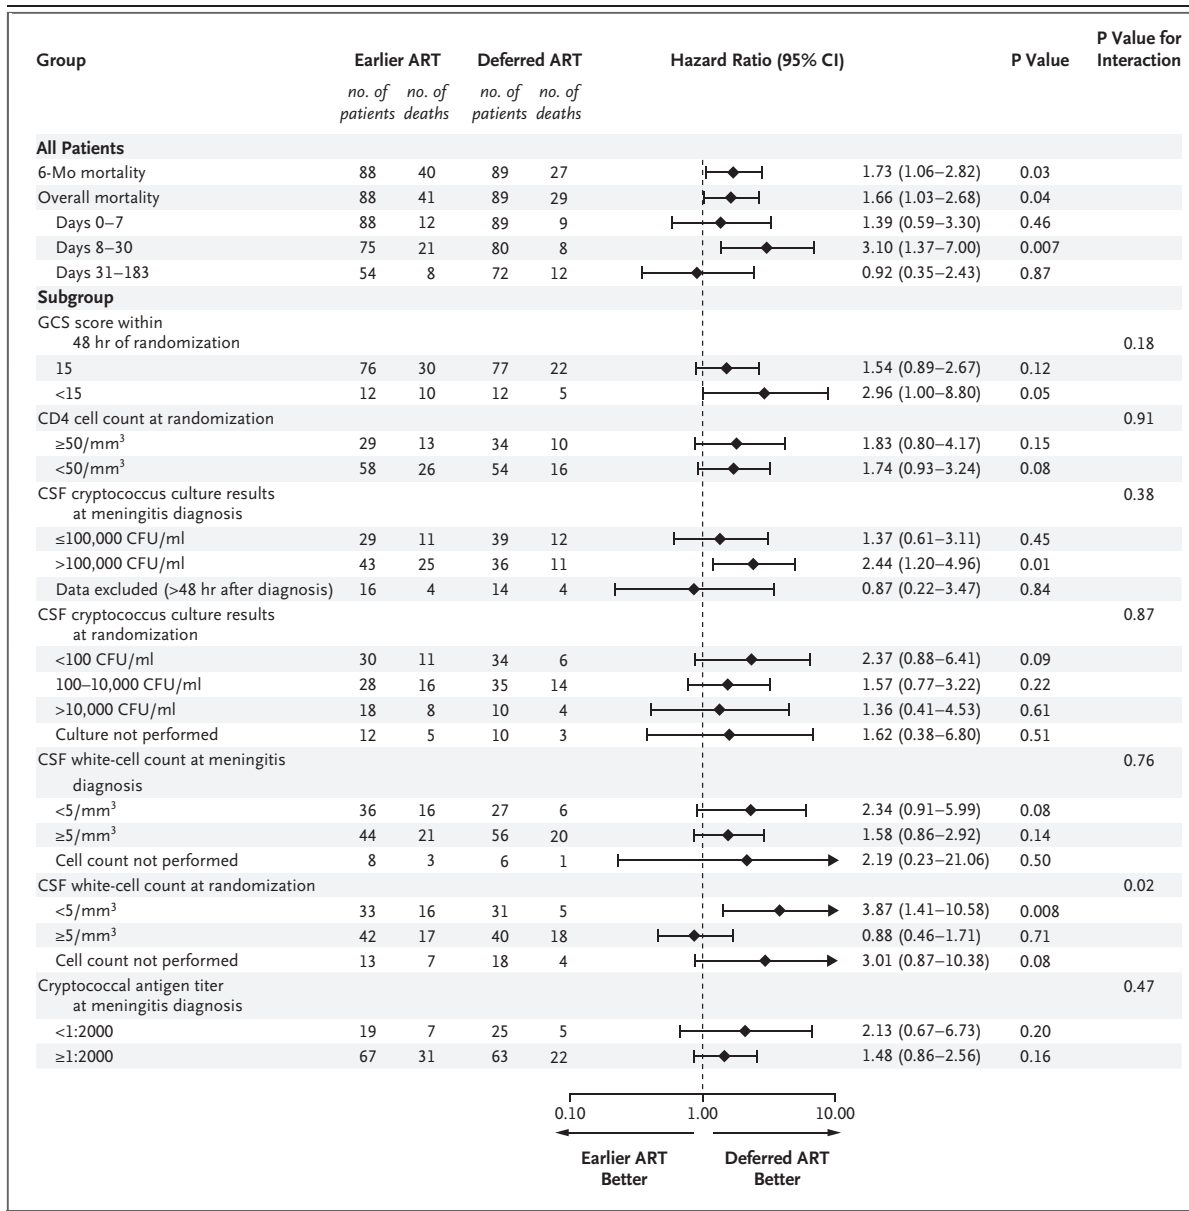 P Value for
Group Earlier ART Deferred ART Hazard Ratio (95% CI) P Value Interaction
no. of no. of no. of no. of
patients deaths patients deaths
All Patients
6-Mo mortality 88 40 89 27 1.73 (1.06–2.82) 0.03
Overall mortality 88 41 89 29 1.66 (1.03–2.68) 0.04
Days 0–7 88 12 89 9 1.39 (0.59–3.30) 0.46
Days 8–30 75 21 80 8 3.10 (1.37–7.00) 0.007
Days 31–183 54 8 72 12 0.92 (0.35–2.43) 0.87
Subgroup
GCS score within
48 hr of randomization 0.18
15 76 30 77 22 1.54 (0.89–2.67) 0.12
<15 12 10 12 5 2.96 (1.00–8.80) 0.05
CD4 cell count at randomization 0.91
≥50/mm³ 29 13 34 10 1.83 (0.80–4.17) 0.15
<50/mm³ 58 26 54 16 1.74 (0.93–3.24) 0.08
CSF cryptococcus culture results 0.38
at meningitis diagnosis
≤100,000 CFU/ml 29 11 39 12 1.37 (0.61–3.11) 0.45
>100,000 CFU/ml 43 25 36 11 2.44 (1.20–4.96) 0.01
Data excluded (>48 hr after diagnosis) 16 4 14 4 0.87 (0.22–3.47) 0.84
CSF cryptococcus culture results 0.87
at randomization
<100 CFU/ml 30 11 34 6 2.37 (0.88–6.41) 0.09
100–10,000 CFU/ml 28 16 35 14 1.57 (0.77–3.22) 0.22
>10,000 CFU/ml 18 8 10 4 1.36 (0.41–4.53) 0.61
Culture not performed 12 5 10 3 1.62 (0.38–6.80) 0.51
CSF white-cell count at meningitis 0.76
diagnosis
<5/mm³ 36 16 27 6 2.34 (0.91–5.99) 0.08
≥5/mm³ 44 21 56 20 1.58 (0.86–2.92) 0.14
Cell count not performed 8 3 6 1 2.19 (0.23–21.06) 0.50
CSF white-cell count at randomization 0.02
<5/mm³ 33 16 31 5 3.87 (1.41–10.58) 0.008
≥5/mm³ 42 17 40 18 0.88 (0.46–1.71) 0.71
Cell count not performed 13 7 18 4 3.01 (0.87–10.38) 0.08
Cryptococcal antigen titer 0.47
at meningitis diagnosis
<1:2000 19 7 25 5 2.13 (0.67–6.73) 0.20
≥1:2000 67 31 63 22 1.48 (0.86–2.56) 0.16
0.10 1.00 10.00
Earlier ART Deferred ART
Better Better